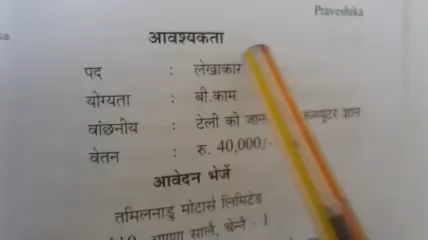 Praveshika
आवश्यकता
पद : लेखाकार
योग्यता : बी.काम
वांछनीय : टेली को ज्ञान
वेतन : रु. 40,000/-
आवेदन भेजें
तमिलनाडु मोटार्स लिमिटेड
सालै, चेन्नै - 1